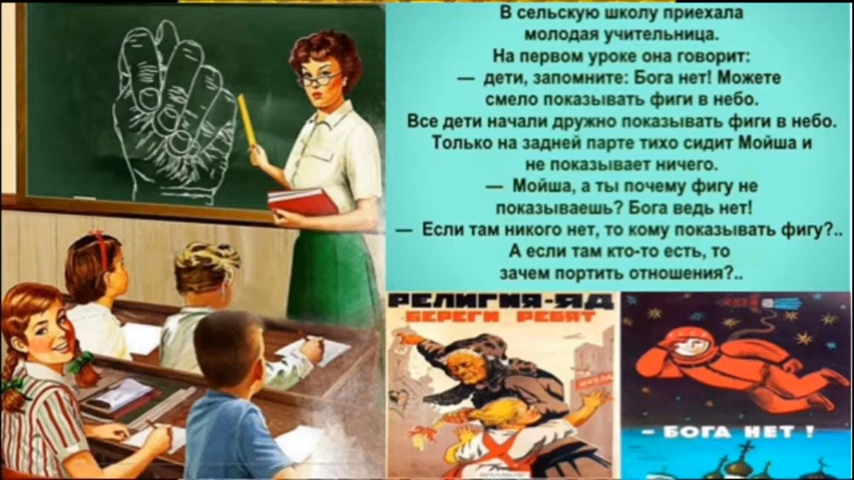 В сельскую школу приехала
молодая учительница.
На первом уроке она говорит:
— дети, запомните: Бога нет! Можете
смело показывать фиги в небо.
Все дети начали дружно показывать фиги в небо.
Только на задней парте тихо сидит Мойша и
не показывает ничего.
— Мойша, а ты почему фигу не
показываешь? Бога ведь нет!
— Если там никого нет, то кому показывать фигу?..
А если там кто-то есть, то
зачем портить отношения?..
РЕЛИГИЯ-ЯД
БЕРЕГИ РЕБЯТ
ШКОЛА
– БОГА НЕТ !